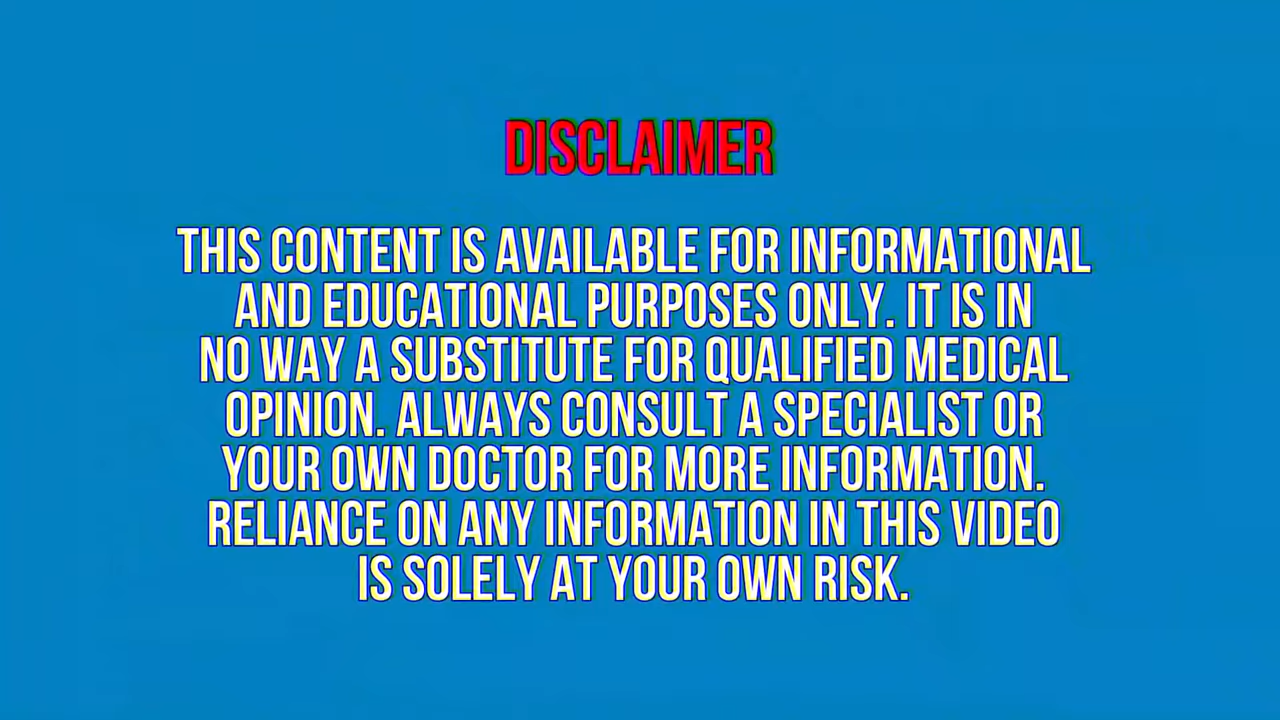 DISCLAIMER
THIS CONTENT IS AVAILABLE FOR INFORMATIONAL
AND EDUCATIONAL PURPOSES ONLY. IT IS IN
NO WAY A SUBSTITUTE FOR QUALIFIED MEDICAL
OPINION. ALWAYS CONSULT A SPECIALIST OR
YOUR OWN DOCTOR FOR MORE INFORMATION.
RELIANCE ON ANY INFORMATION IN THIS VIDEO
IS SOLELY AT YOUR OWN RISK.